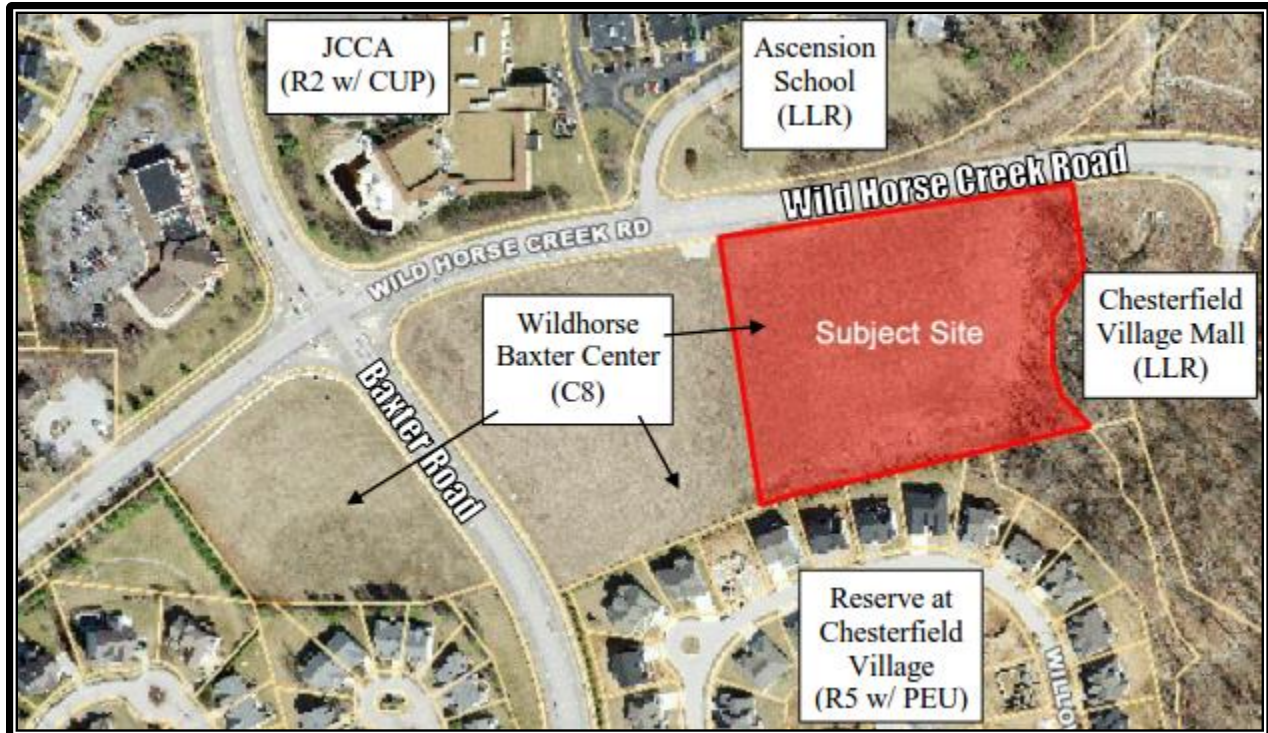 JCCA
(R2 w/ CUP)
Ascension
School
(LLR)
Wild Horse Creek Road
WILD HORSE CREEK RD
Wildhorse
Baxter Center
(C8)
Subject Site
Chesterfield
Village Mall
(LLR)
Baxter Road
Reserve at
Chesterfield
Village
(R5 w/ PEU)